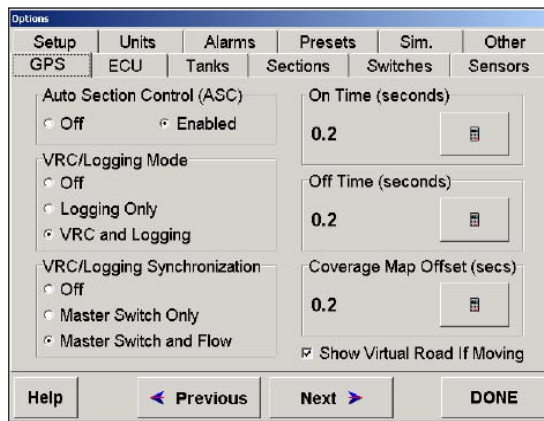 Options
Setup Units Alarms Presets Sim. Other
GPS ECU Tanks Sections Switches Sensors
Auto Section Control (ASC)
Off Enabled
VRC/Logging Mode
Off
Logging Only
VRC and Logging
VRC/Logging Synchronization
Off
Master Switch Only
Master Switch and Flow
On Time (seconds)
0.2
Off Time (seconds)
0.2
Coverage Map Offset (secs)
0.2
Show Virtual Road If Moving
Help Previous Next DONE